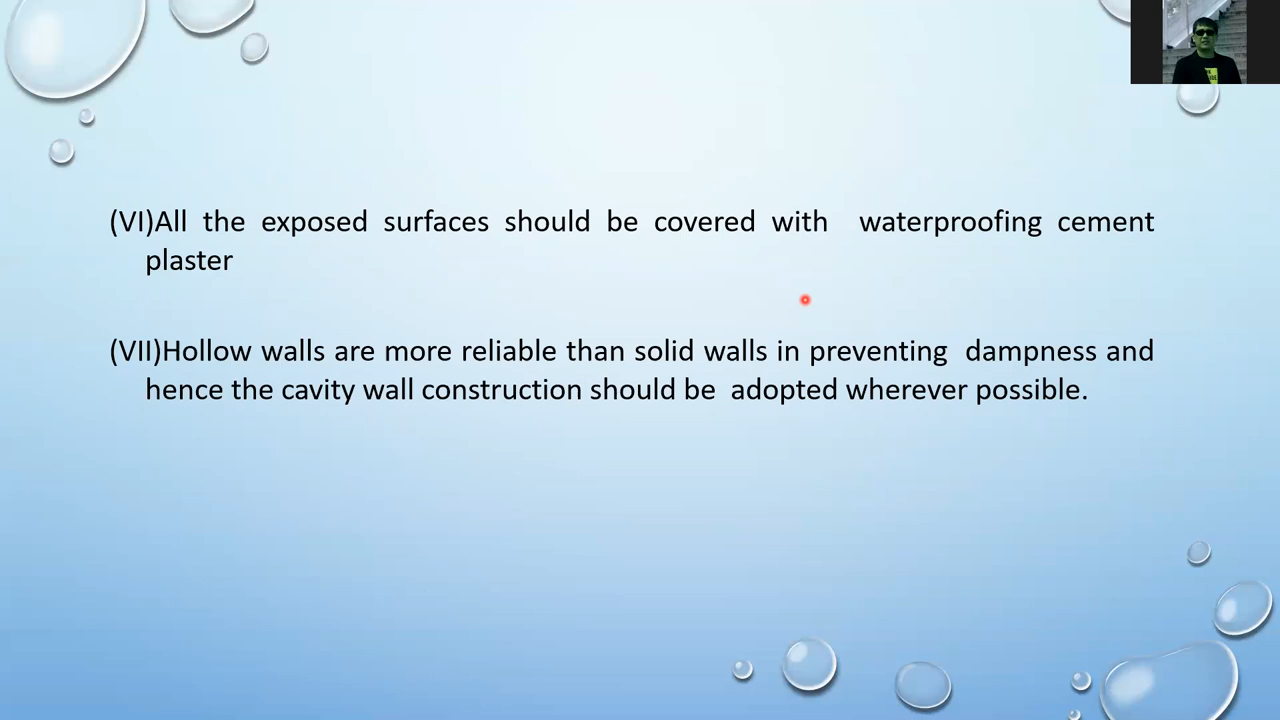 (VI)All the exposed surfaces should be covered with waterproofing cement
plaster
(VII)Hollow walls are more reliable than solid walls in preventing dampness and
hence the cavity wall construction should be adopted wherever possible.